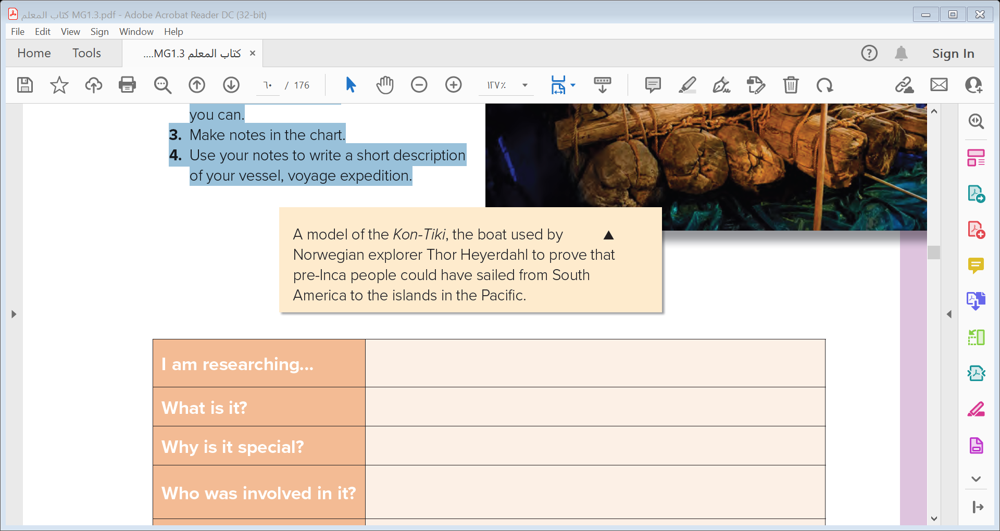 كتاب المعلم MG1.3.pdf - Adobe Acrobat Reader DC (32-bit)
File Edit View Sign Window Help
Home Tools كتاب المعلم MG1.3.... × Sign In
٦٠ / 176 ١٢٧٪
you can.
3. Make notes in the chart.
4. Use your notes to write a short description
of your vessel, voyage expedition.
A model of the Kon-Tiki, the boat used by ▲
Norwegian explorer Thor Heyerdahl to prove that
pre-Inca people could have sailed from South
America to the islands in the Pacific.
I am researching...
What is it?
Why is it special?
Who was involved in it?